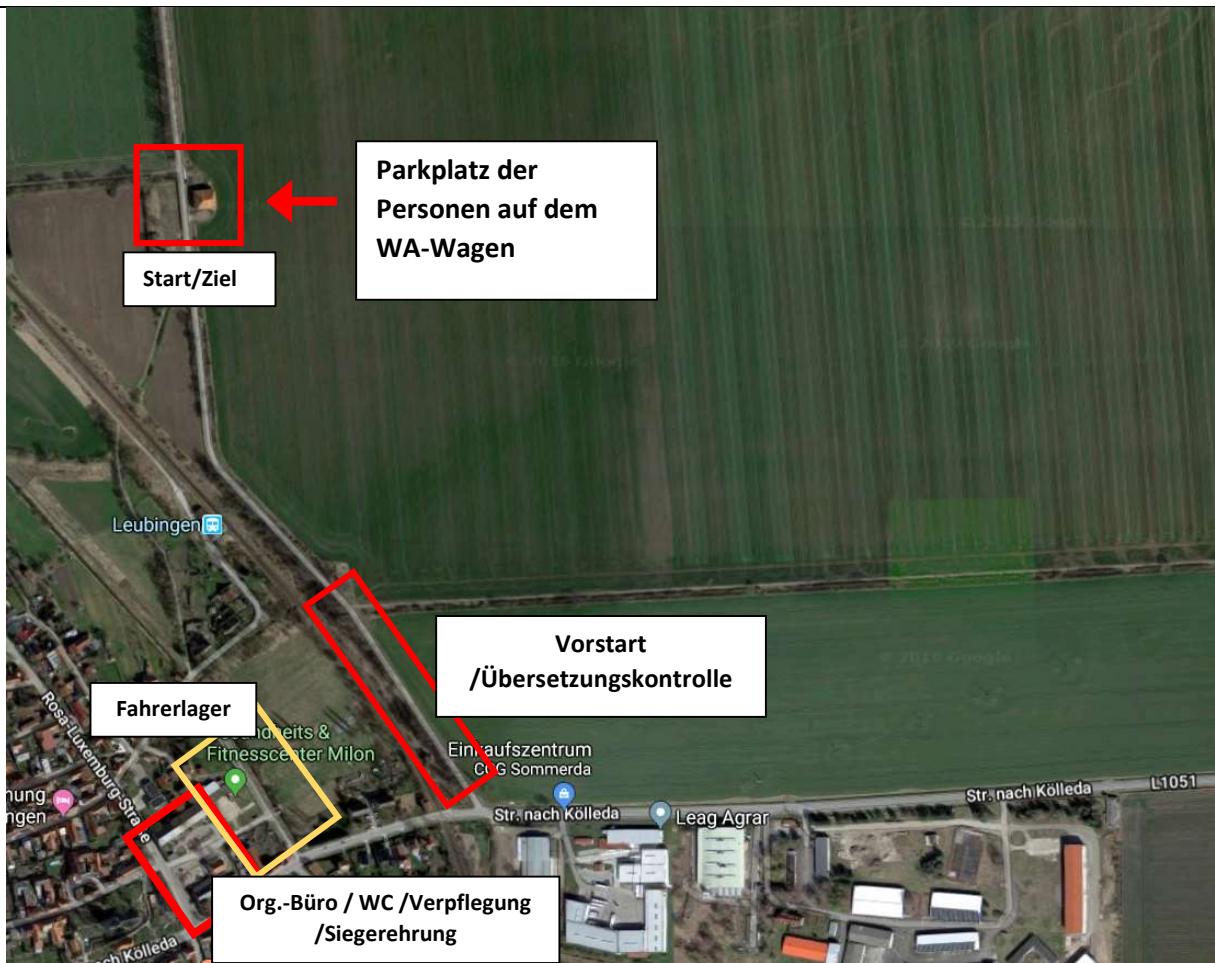 Parkplatz der
Personen auf dem
WA-Wagen
Start/Ziel
Leubingen
Vorstart
/Übersetzungskontrolle
Fahrerlager
Rosa-Luxemburg-Straße
Fitnesscenter Milon
Einkaufszentrum
Sommerda
Str. nach Kölleda
L1051
Str. nach Kölleda
Leag Agrar
Org.-Büro / WC /Verpflegung
/Siegerehrung
Kölleda